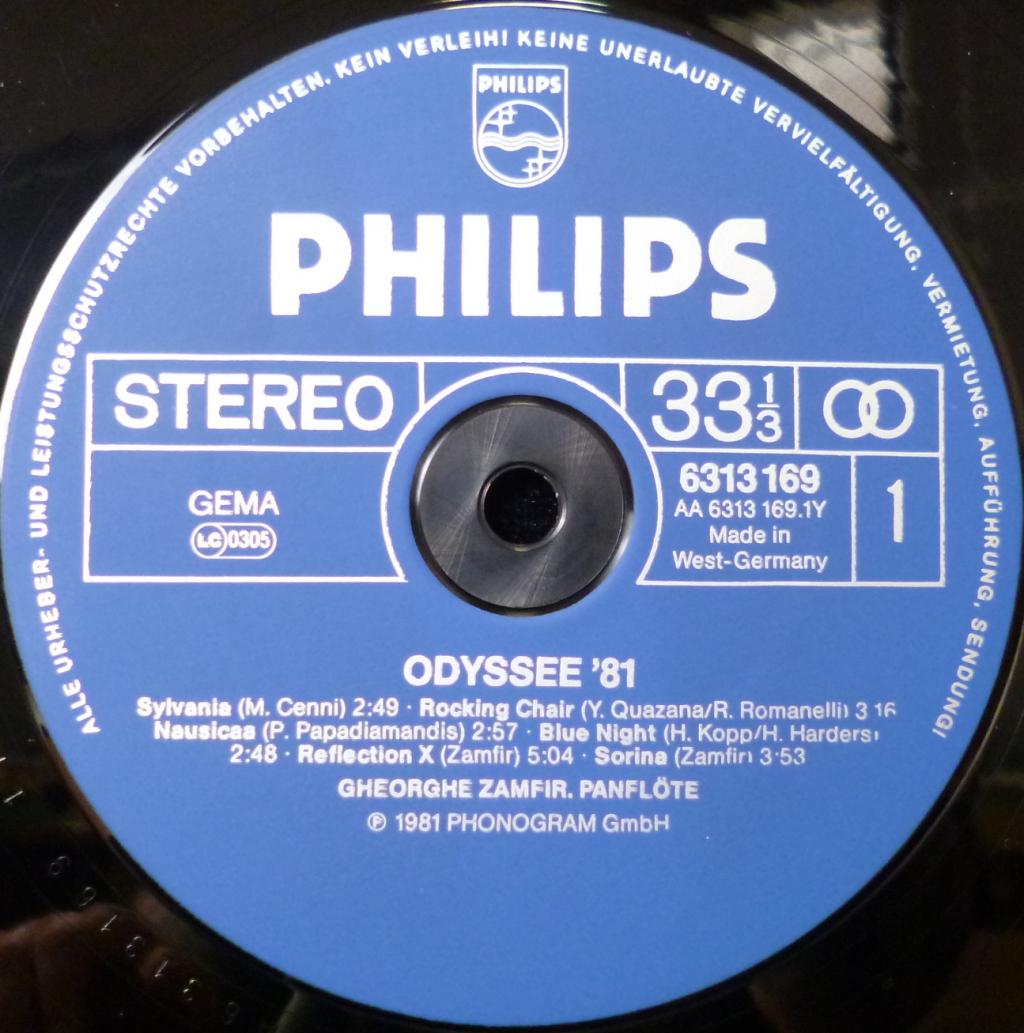 ALLE URHEBER- UND LEISTUNGSSCHUTZRECHTE VORBEHALTEN. KEIN VERLEIH! KEINE UNERLAUBTE VERVIELFÄLTIGUNG, VERMIETUNG, AUFFÜHRUNG, SENDUNG!
PHILIPS
PHILIPS
STEREO
33 1/3
GEMA
LC 0305
6313 169
AA 6313 169.1Y
Made in
West-Germany
1
ODYSSEE '81
Sylvania (M. Cenni) 2:49 · Rocking Chair (Y. Quazana/R. Romanelli) 3 16
Nausicaa (P. Papadiamandis) 2:57 · Blue Night (H. Kopp/H. Harders)
2:48 · Reflection X (Zamfir) 5:04 · Sorina (Zamfir) 3:53
GHEORGHE ZAMFIR. PANFLÖTE
℗ 1981 PHONOGRAM GmbH